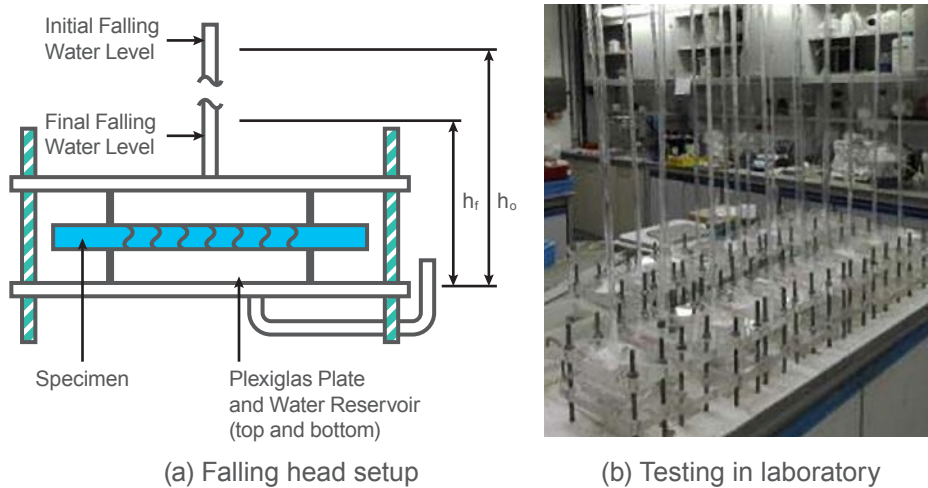 Initial Falling
Water Level
Final Falling
Water Level
hf
ho
Specimen
Plexiglas Plate
and Water Reservoir
(top and bottom)
(a) Falling head setup
(b) Testing in laboratory